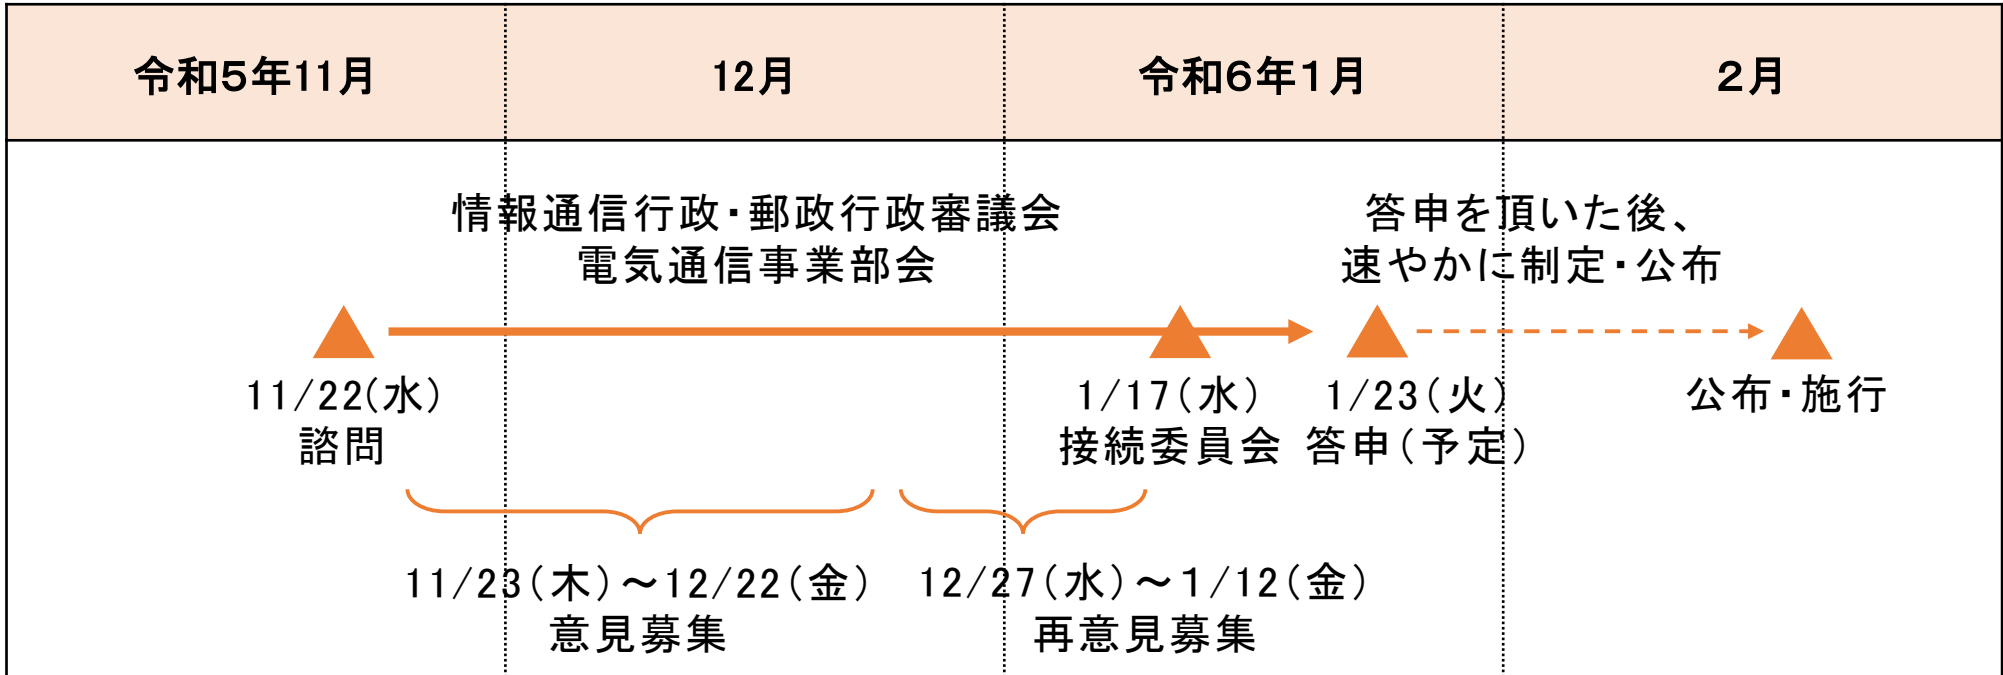 令和5年11月
12月
令和6年1月
2月
情報通信行政・郵政行政審議会
電気通信事業部会
答申を頂いた後、
速やかに制定・公布
11/22(水)
諮問
1/17(水)
接続委員会
1/23(火)
答申(予定)
公布・施行
11/23(木)～12/22(金)
意見募集
12/27(水)～1/12(金)
再意見募集